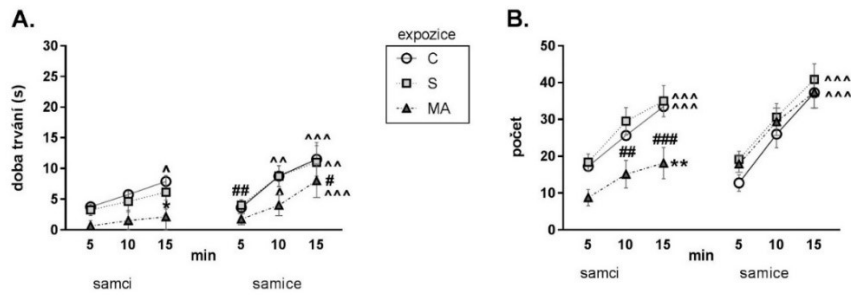 A.
B.
expozice
C
S
MA
doba trvání (s)
30
25
20
15
10
5
0
^
*
##
^^
^
^^^
^^
#
^^^
5 10 15 5 10 15
min
samci samice
počet
50
40
30
20
10
0
^^^
^^^
##
###
**
^^^
^^^
5 10 15 5 10 15
min
samci samice